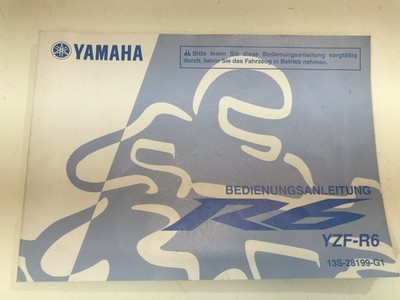 YAMAHA
⚠ Bitte lesen Sie diese Bedienungsanleitung sorgfältig
durch, bevor Sie das Fahrzeug in Betrieb nehmen.
BEDIENUNGSANLEITUNG
R6
YZF-R6
13S-28199-G1